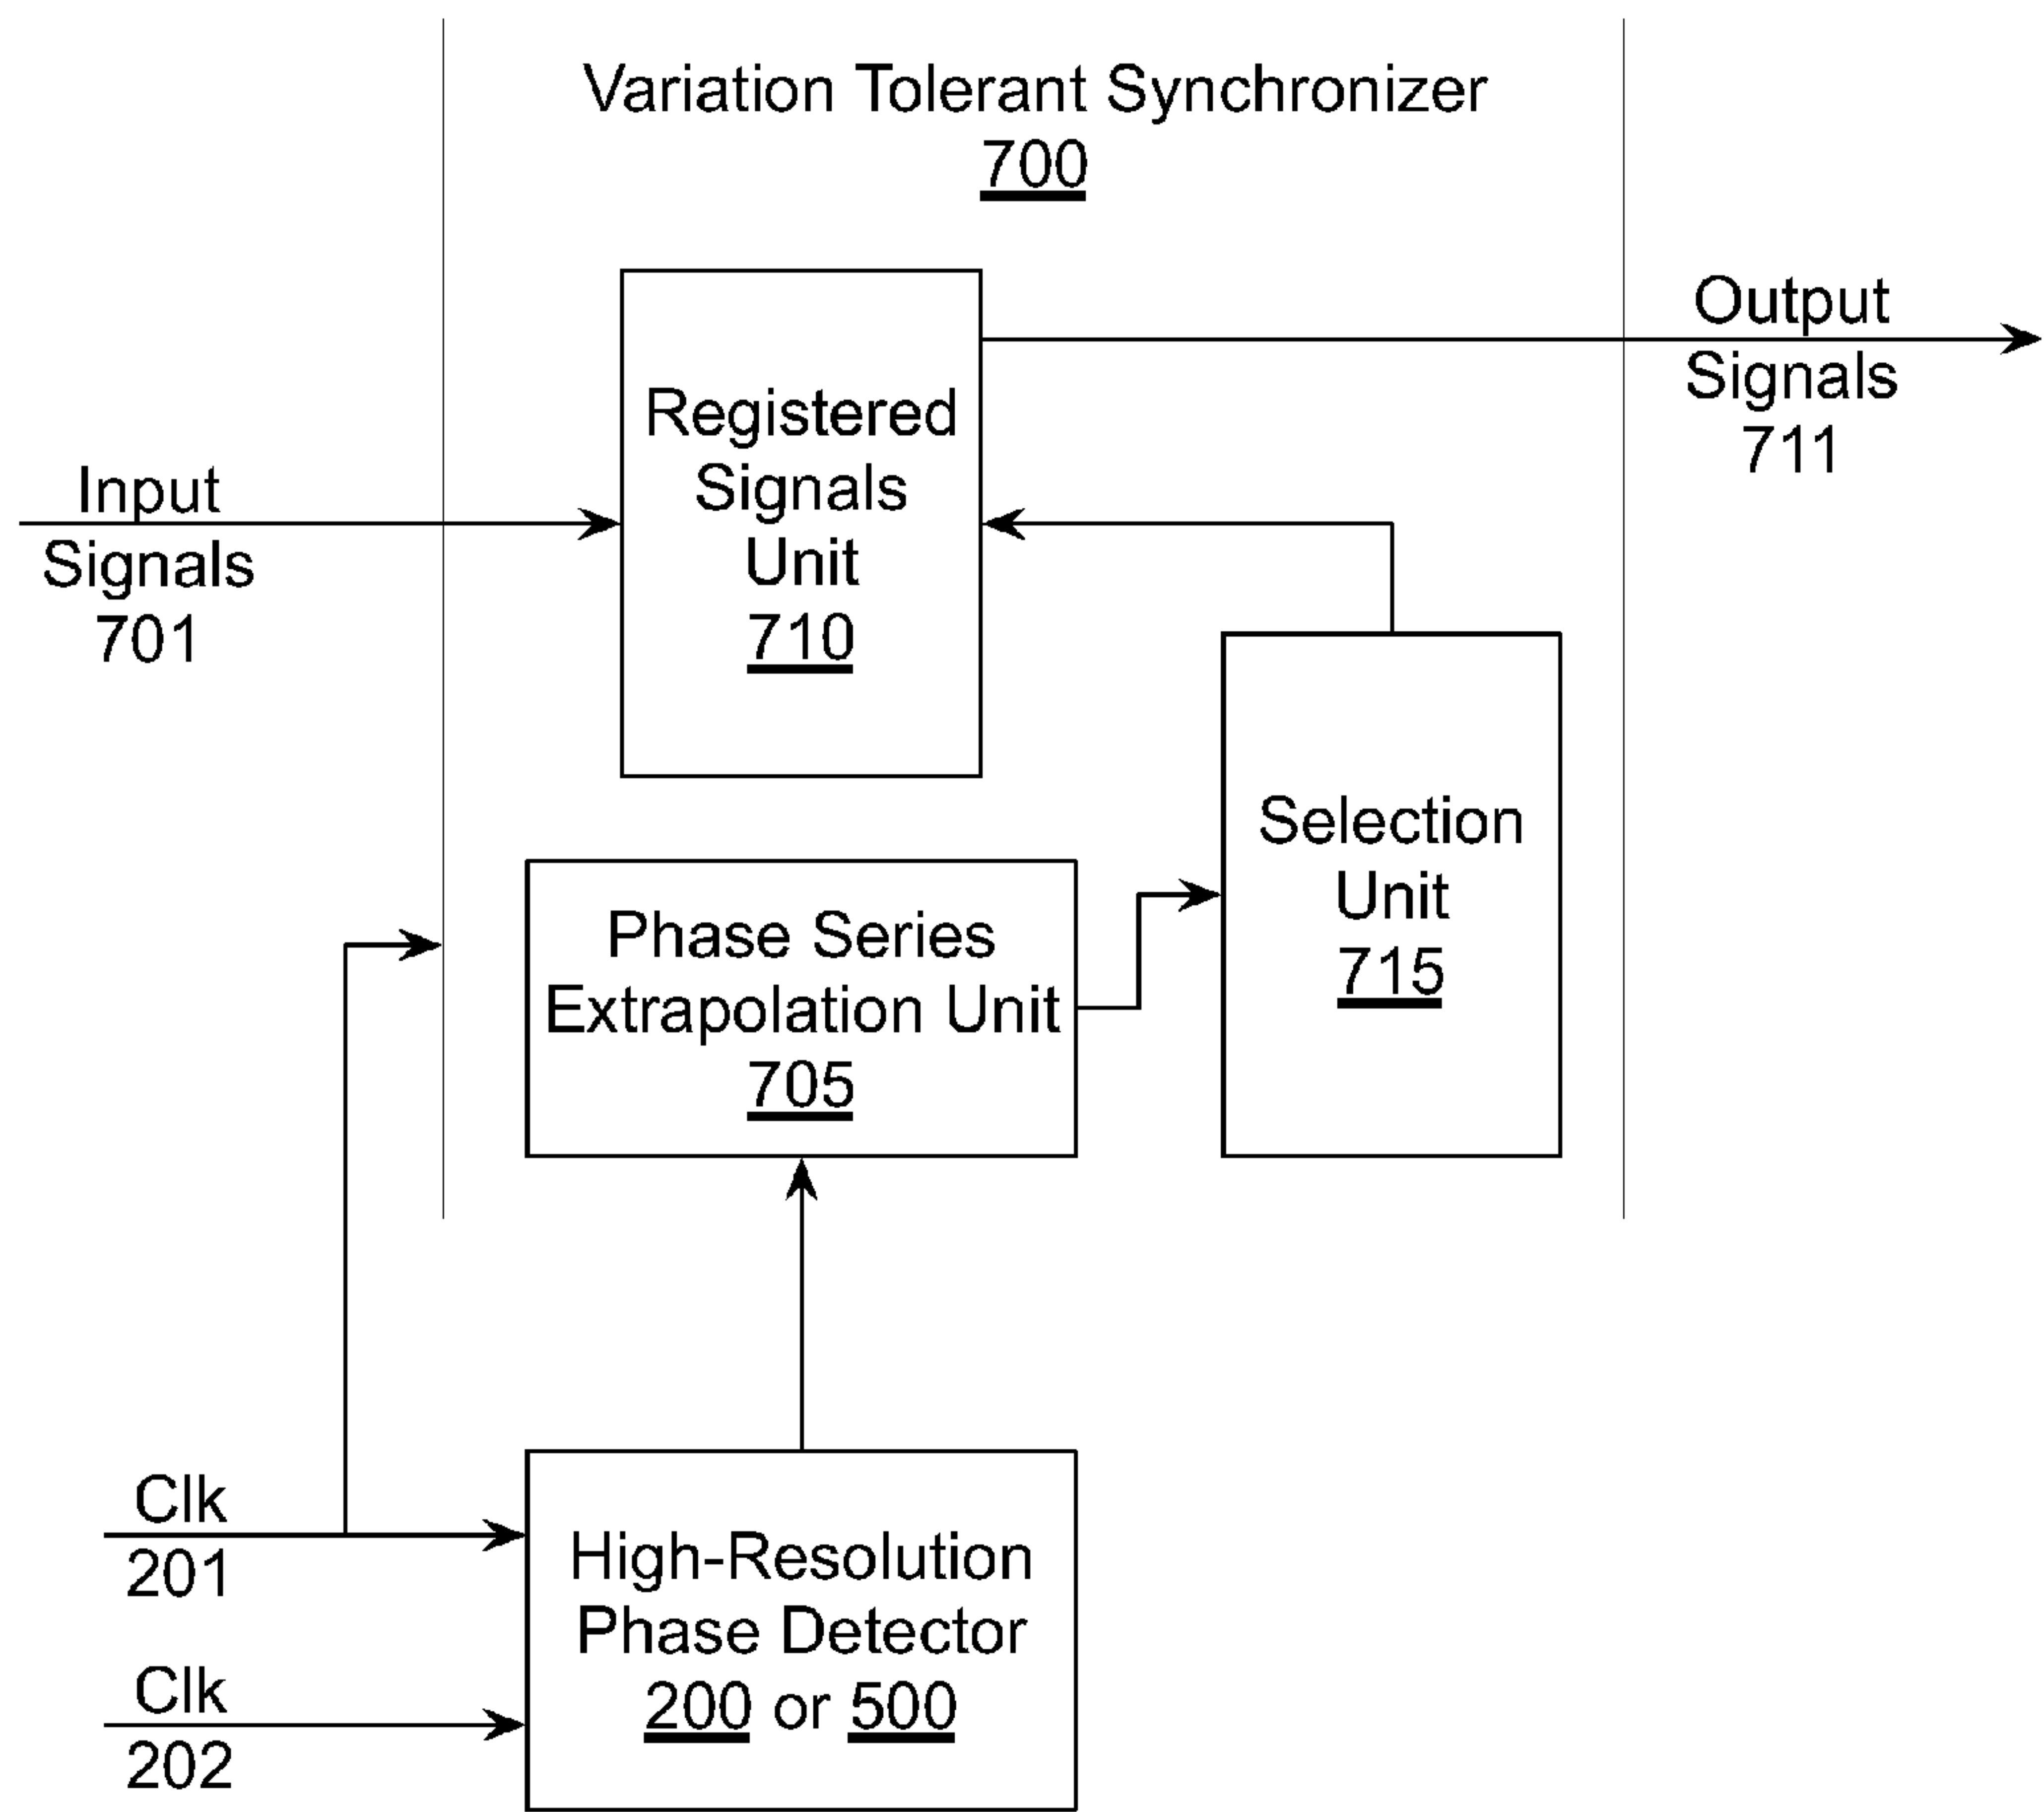 Variation Tolerant Synchronizer
700
Output
Signals
711
Registered
Signals
Unit
710
Input
Signals
701
Selection
Unit
715
Phase Series
Extrapolation Unit
705
Clk
201
High-Resolution
Phase Detector
200 or 500
Clk
202